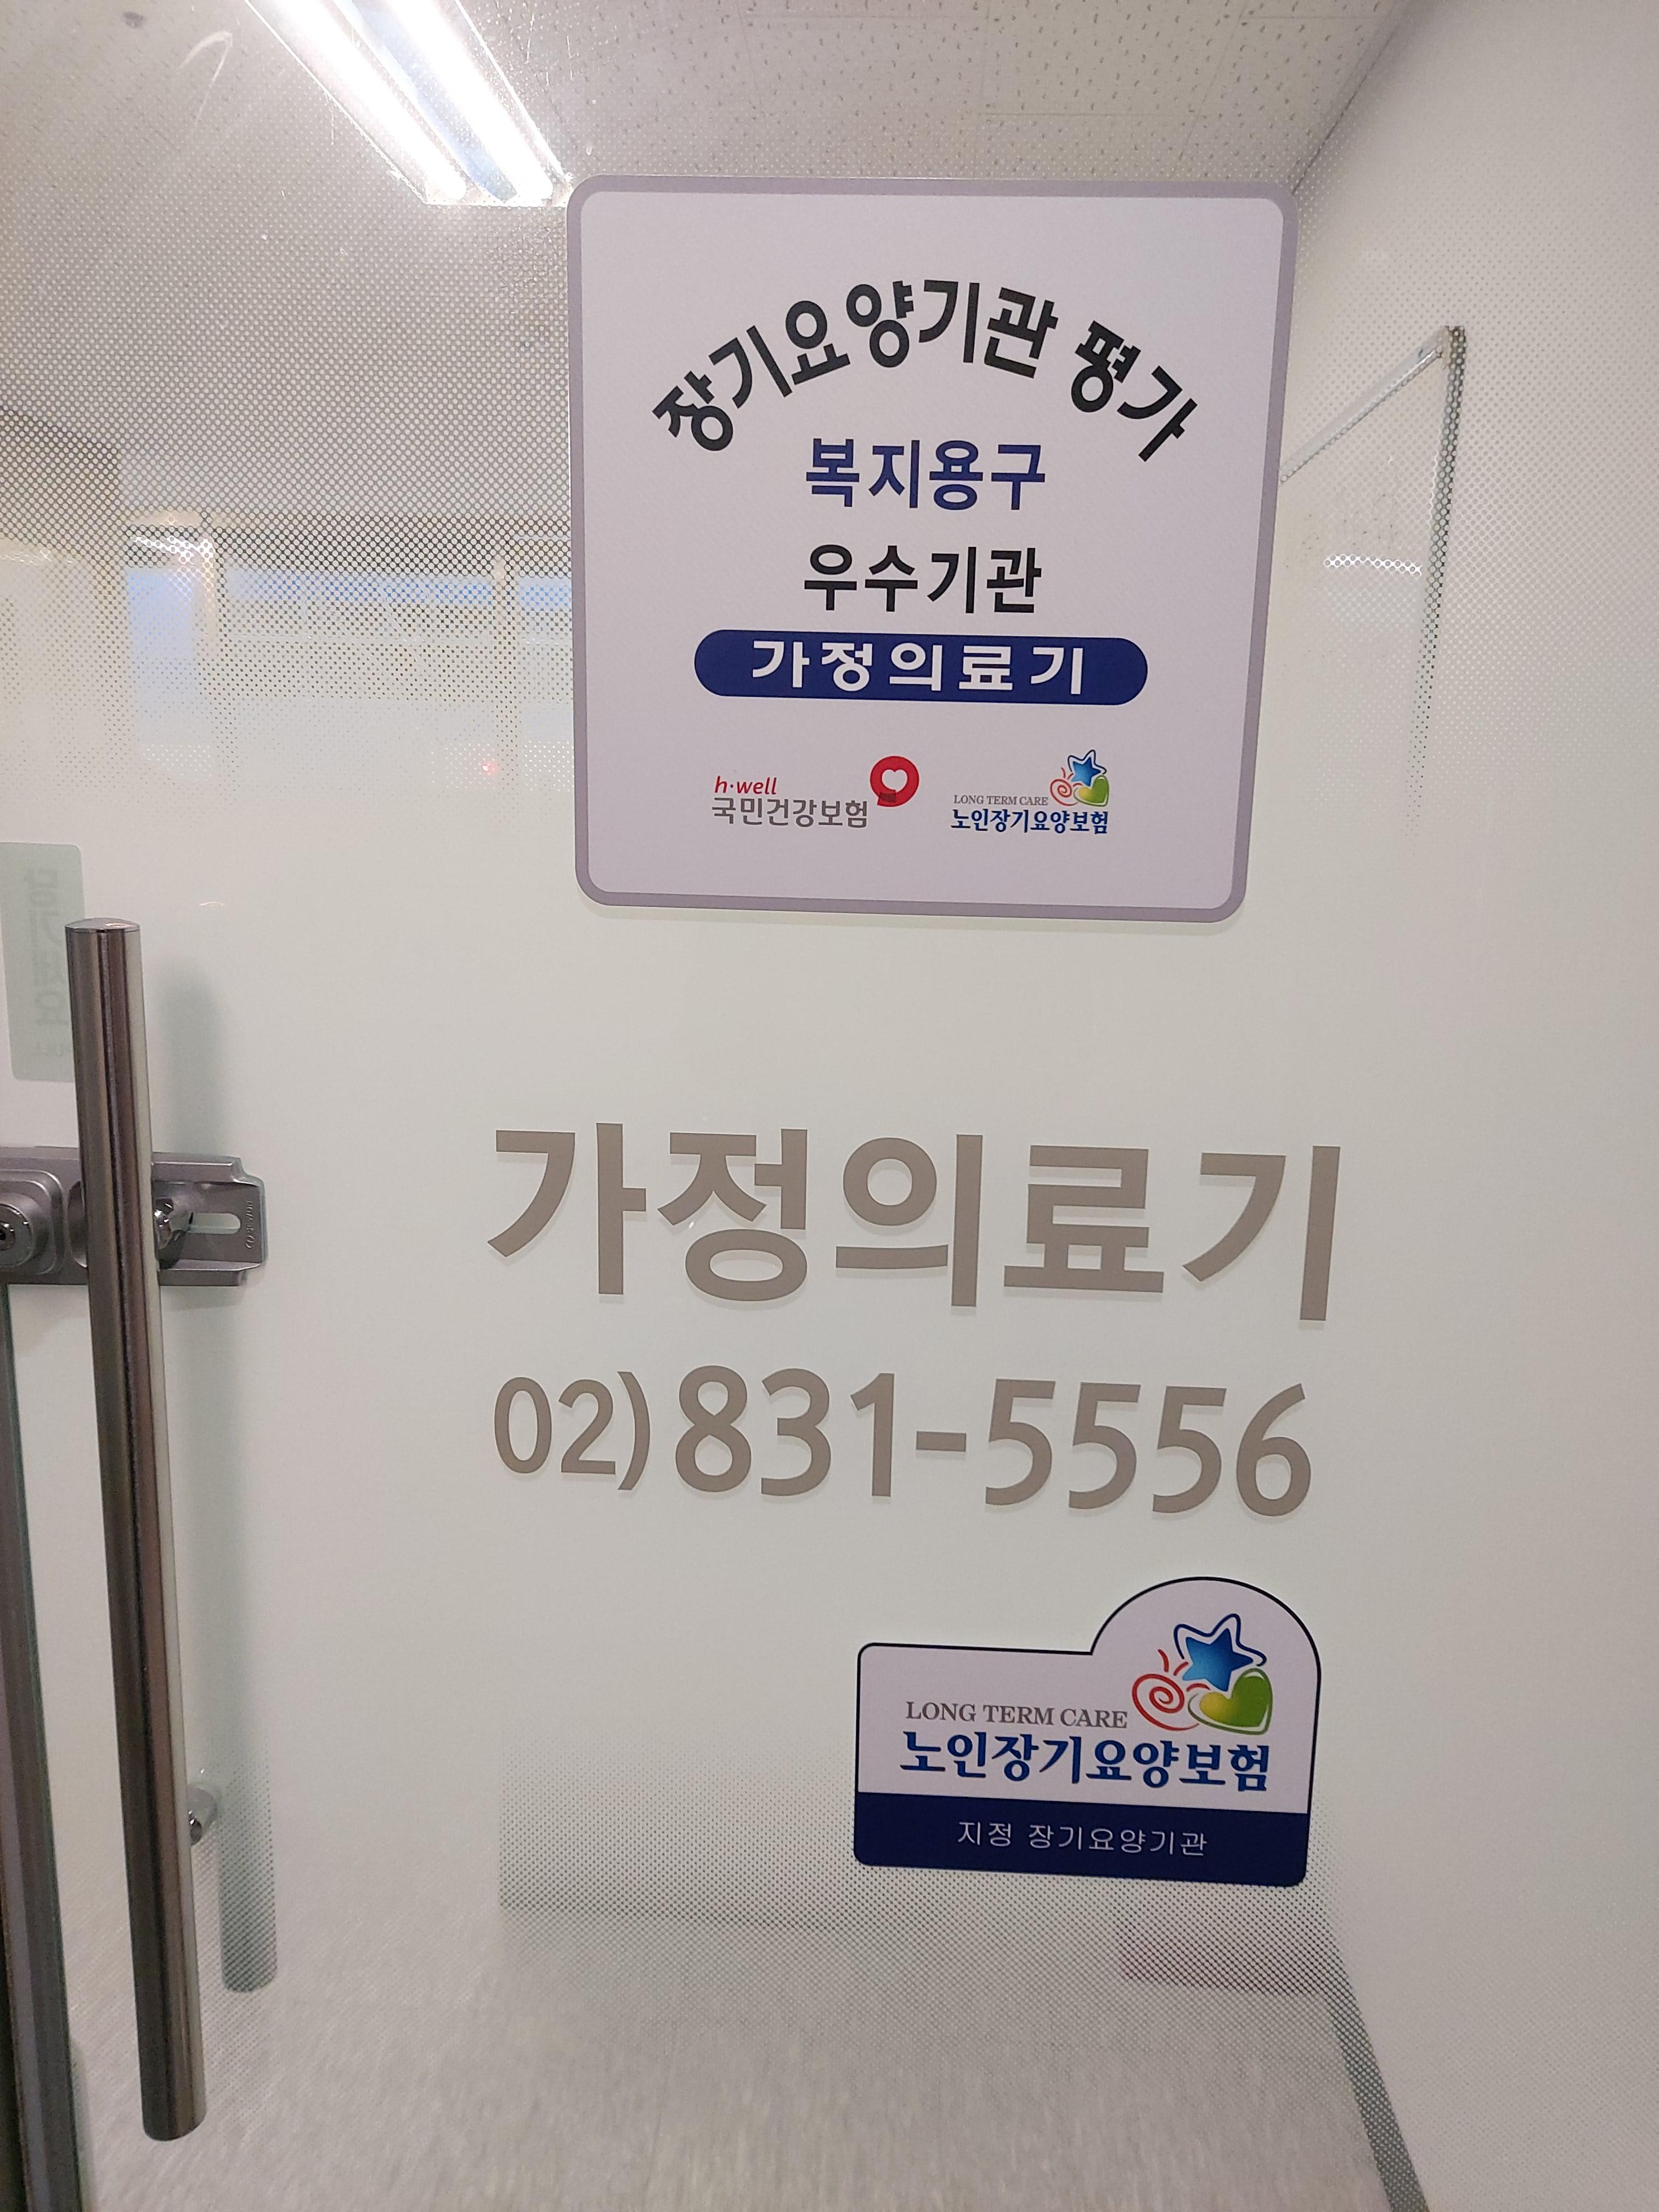 장기요양기관 평가
복지용구
우수기관
가정의료기
h·well
국민건강보험
LONG TERM CARE
노인장기요양보험
가정의료기
02)831-5556
LONG TERM CARE
노인장기요양보험
지정 장기요양기관